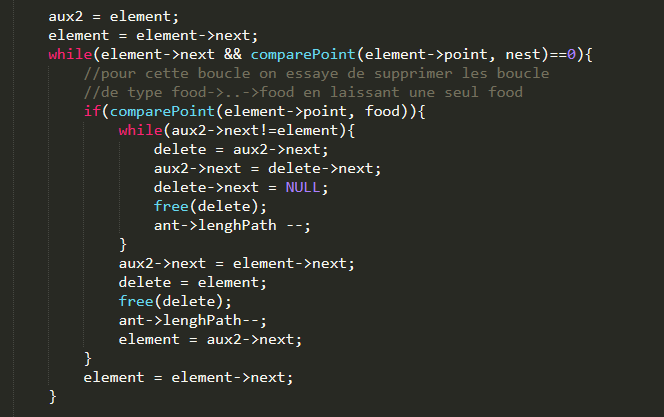 aux2 = element;
element = element->next;
while(element->next && comparePoint(element->point, nest)==0){
//pour cette boucle on essaye de supprimer les boucle
//de type food->..->food en laissant une seul food
if(comparePoint(element->point, food)){
while(aux2->next!=element){
delete = aux2->next;
aux2->next = delete->next;
delete->next = NULL;
free(delete);
ant->lenghPath --;
}
aux2->next = element->next;
delete = element;
free(delete);
ant->lenghPath--;
element = aux2->next;
}
element = element->next;
}